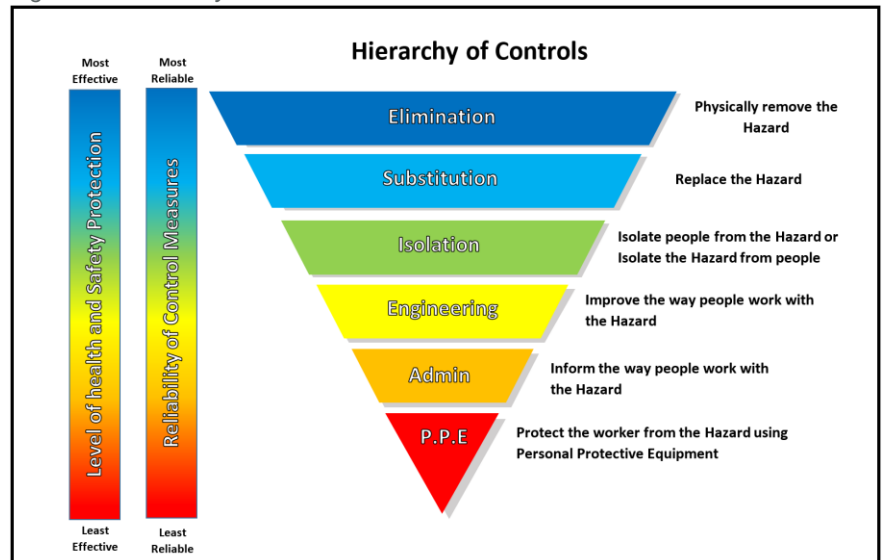 Hierarchy of Controls
Most
Effective
Most
Reliable
Level of health and Safety Protection
Reliability of Control Measures
Elimination
Physically remove the
Hazard
Substitution
Replace the Hazard
Isolation
Isolate people from the Hazard or
Isolate the Hazard from people
Engineering
Improve the way people work with
the Hazard
Admin
Inform the way people work with
the Hazard
P.P.E
Protect the worker from the Hazard using
Personal Protective Equipment
Least
Effective
Least
Reliable